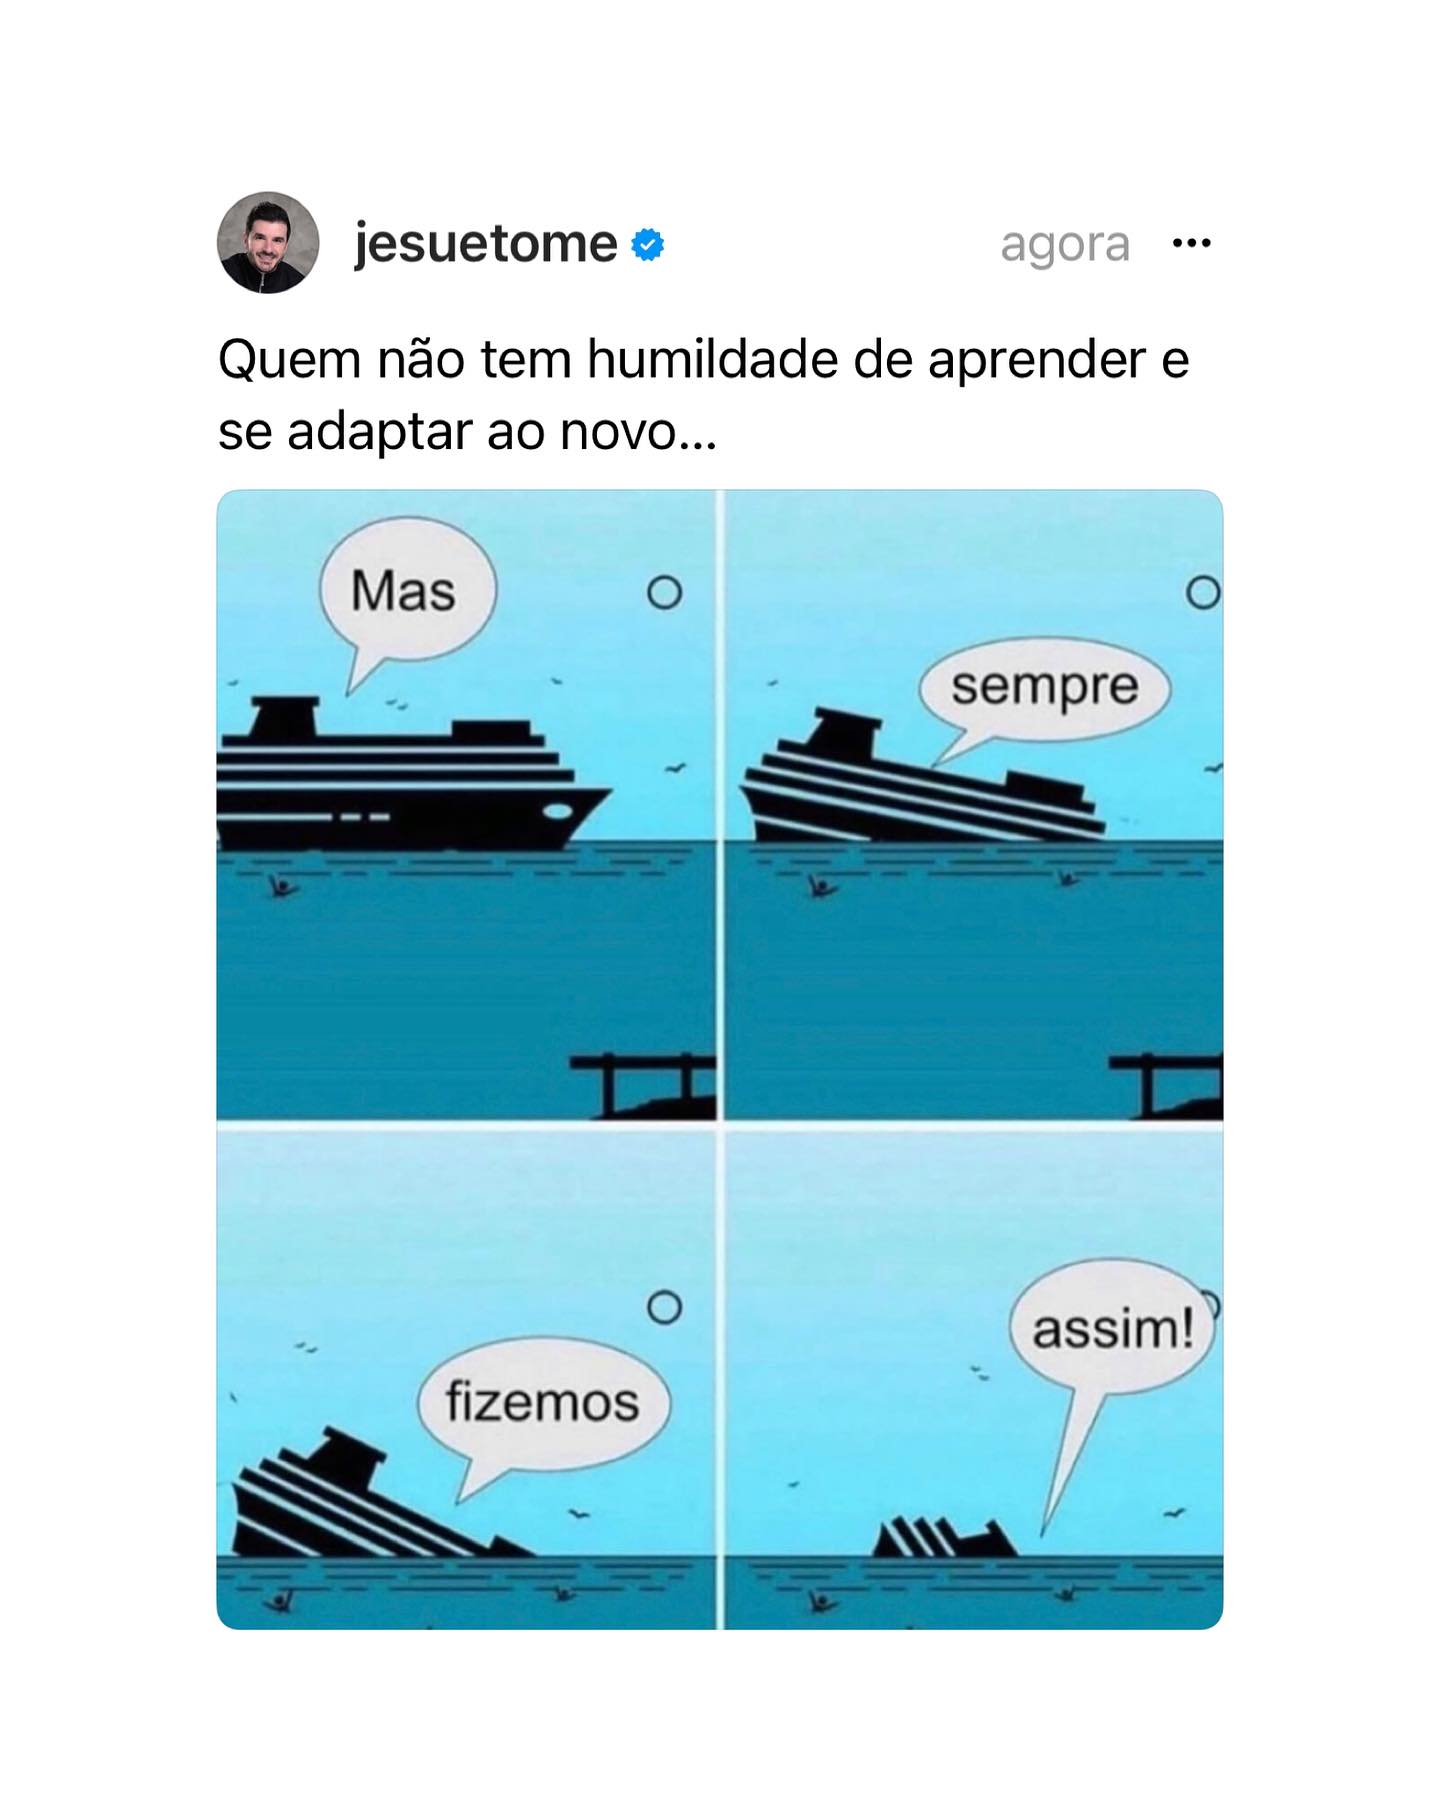 jesuetome
agora
Quem não tem humildade de aprender e
se adaptar ao novo...
Mas
sempre
fizemos
assim!